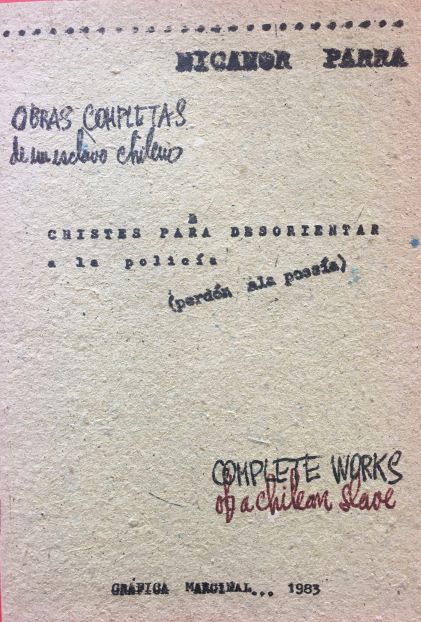 NICANOR PARRA
OBRAS COMPLETAS
de un esclavo chileno
B
CHISTES PARA DESORIENTAR
a la policía
(perdón ala poesía)
COMPLETE WORKS
of a chilean slave
GRÁFICA MARGINAL... 1983